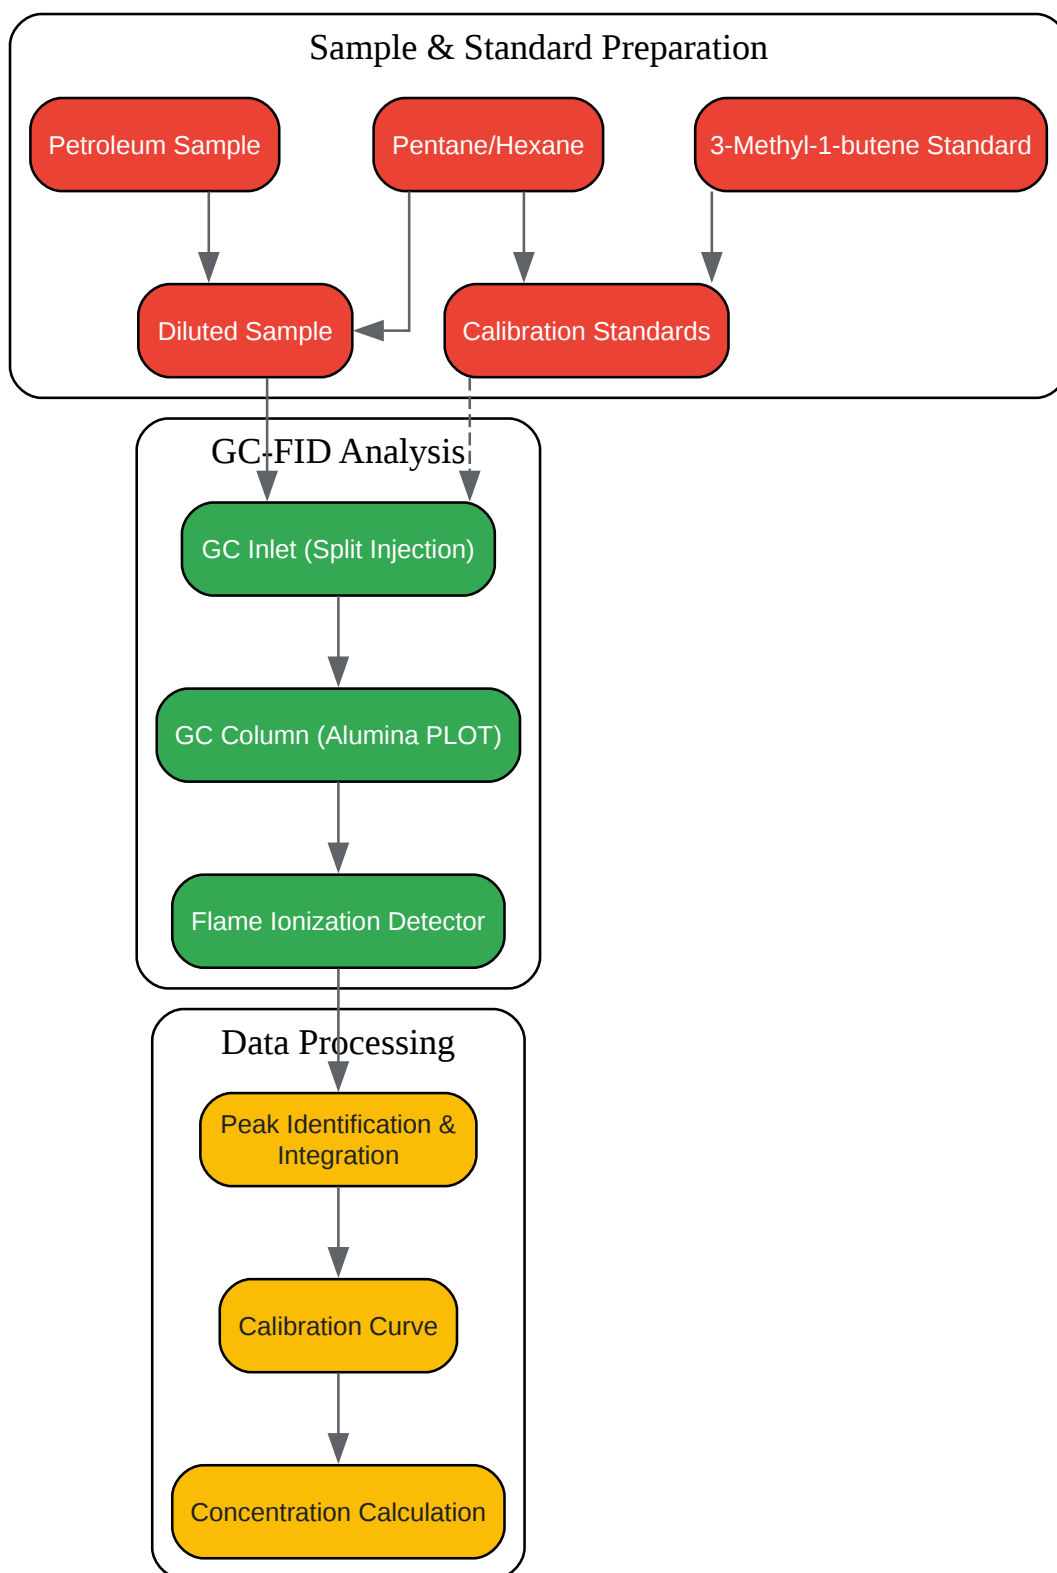 Sample & Standard Preparation
Petroleum Sample
Pentane/Hexane
3-Methyl-1-butene Standard
Diluted Sample
Calibration Standards
GC-FID Analysis
GC Inlet (Split Injection)
GC Column (Alumina PLOT)
Flame Ionization Detector
Data Processing
Peak Identification &
Integration
Calibration Curve
Concentration Calculation